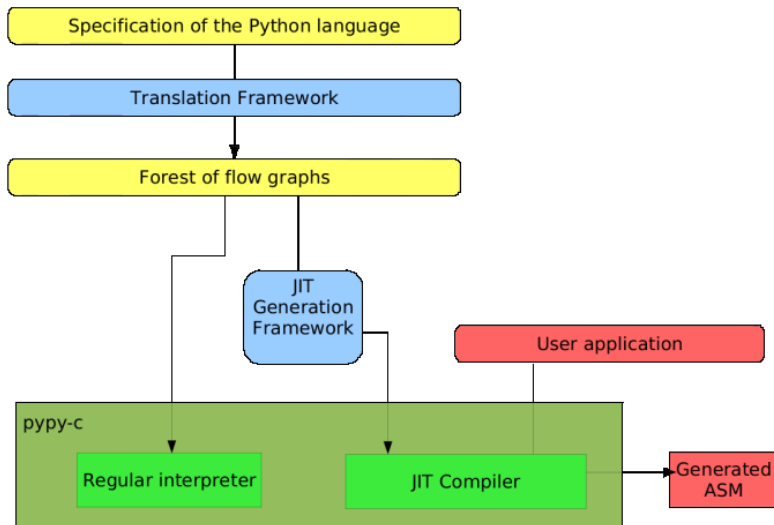 Specification of the Python language
Translation Framework
Forest of flow graphs
JIT
Generation
Framework
User application
pypy-c
Regular interpreter
JIT Compiler
Generated
ASM